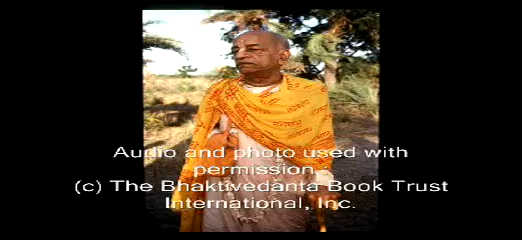 Audio and photo used with
permission
(c) The Bhaktivedanta Book Trust
International, Inc.